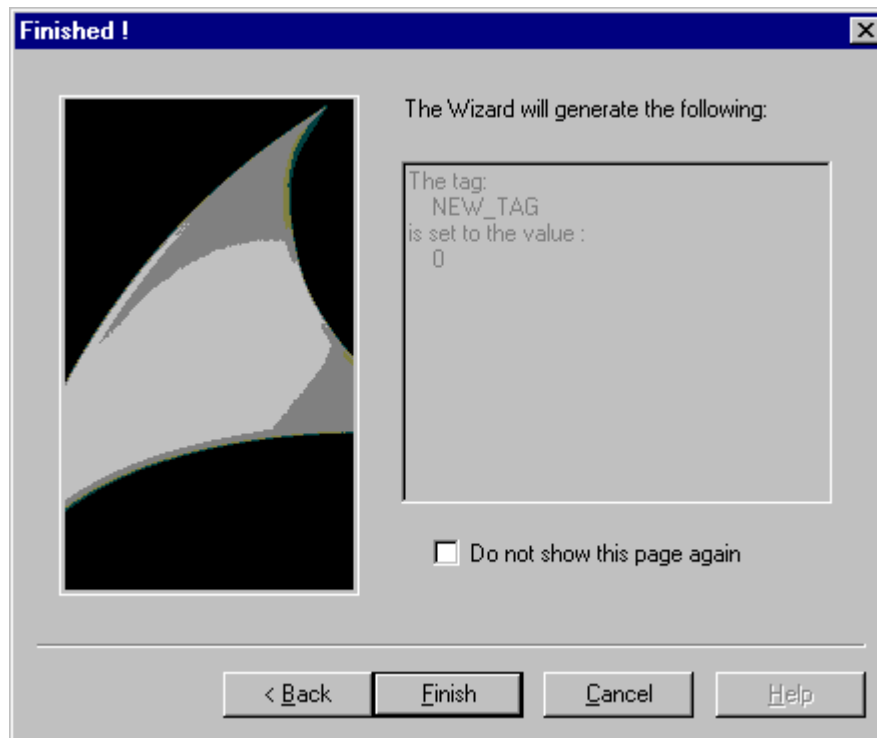 Finished !
The Wizard will generate the following:
The tag:
NEW_TAG
is set to the value :
0
Do not show this page again
< Back
Finish
Cancel
Help